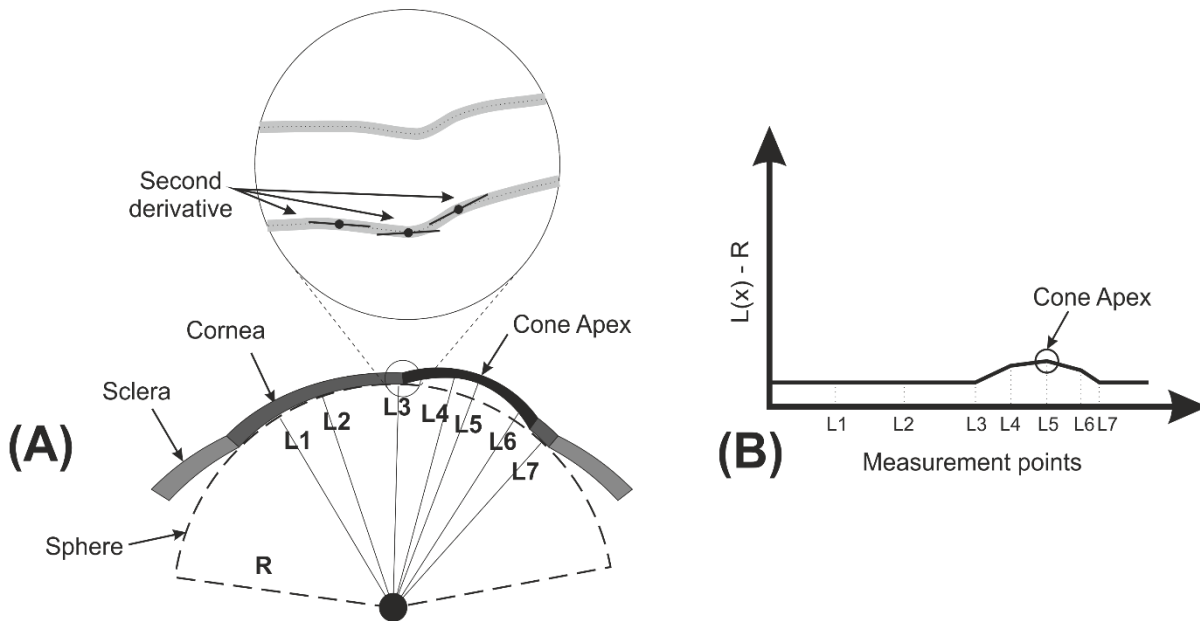 Second
derivative
Cornea
Cone Apex
Sclera
L1
L2
L3
L4
L5
L6
L7
(A)
Sphere
R
L(x) - R
Cone Apex
L1
L2
L3
L4
L5
L6
L7
(B)
Measurement points